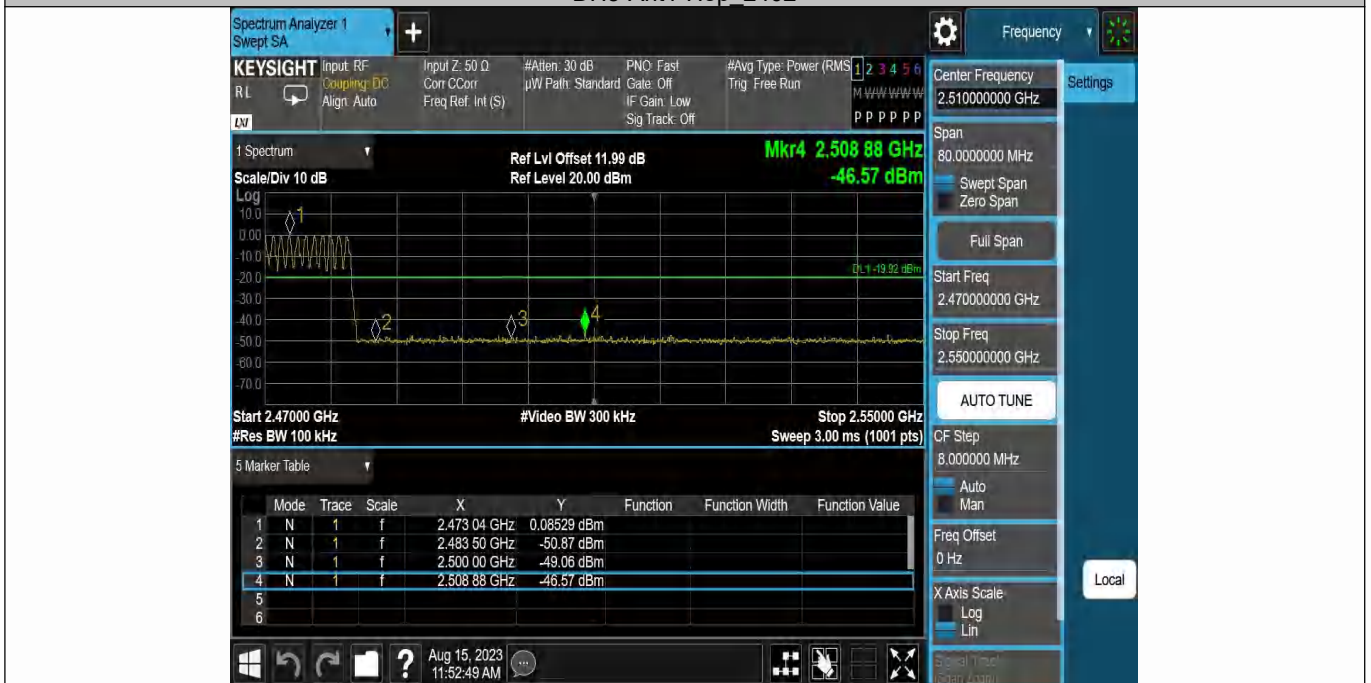 Spectrum Analyzer 1
Swept SA
Frequency
KEYSIGHT
RL
LXI
Input: RF
Coupling: DC
Align: Auto
Input Z: 50 Ω
Corr CCorr
Freq Ref: Int (S)
#Atten: 30 dB
µW Path: Standard
PNO: Fast
Gate: Off
IF Gain: Low
Sig Track: Off
#Avg Type: Power (RMS
Trig: Free Run
1 2 3 4 5 6
M W W W W W
P P P P P P
1 Spectrum
Scale/Div 10 dB
Ref Lvl Offset 11.99 dB
Ref Level 20.00 dBm
Mkr4 2.508 88 GHz
-46.57 dBm
Log
10.0
0.00
-10.0
-20.0
-30.0
-40.0
-50.0
-60.0
-70.0
1
2
3
4
DL1 -19.92 dBm
Start 2.47000 GHz
#Video BW 300 kHz
Stop 2.55000 GHz
#Res BW 100 kHz
Sweep 3.00 ms (1001 pts)
5 Marker Table
Mode Trace Scale X Y Function Function Width Function Value
1 N 1 f 2.473 04 GHz 0.08529 dBm
2 N 1 f 2.483 50 GHz -50.87 dBm
3 N 1 f 2.500 00 GHz -49.06 dBm
4 N 1 f 2.508 88 GHz -46.57 dBm
5
6
Aug 15, 2023
11:52:49 AM
Center Frequency
2.510000000 GHz
Settings
Span
80.0000000 MHz
Swept Span
Zero Span
Full Span
Start Freq
2.470000000 GHz
Stop Freq
2.550000000 GHz
AUTO TUNE
CF Step
8.000000 MHz
Auto
Man
Freq Offset
0 Hz
Local
X Axis Scale
Log
Lin